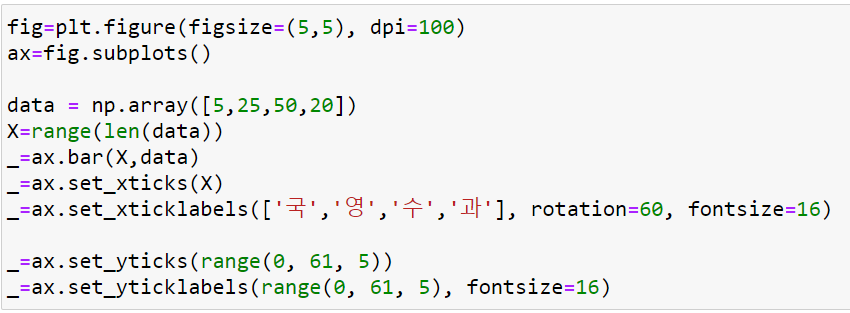 fig=plt.figure(figsize=(5,5), dpi=100)
ax=fig.subplots()
data = np.array([5,25,50,20])
X=range(len(data))
_=ax.bar(X,data)
_=ax.set_xticks(X)
_=ax.set_xticklabels(['국','영','수','과'], rotation=60, fontsize=16)
_=ax.set_yticks(range(0, 61, 5))
_=ax.set_yticklabels(range(0, 61, 5), fontsize=16)